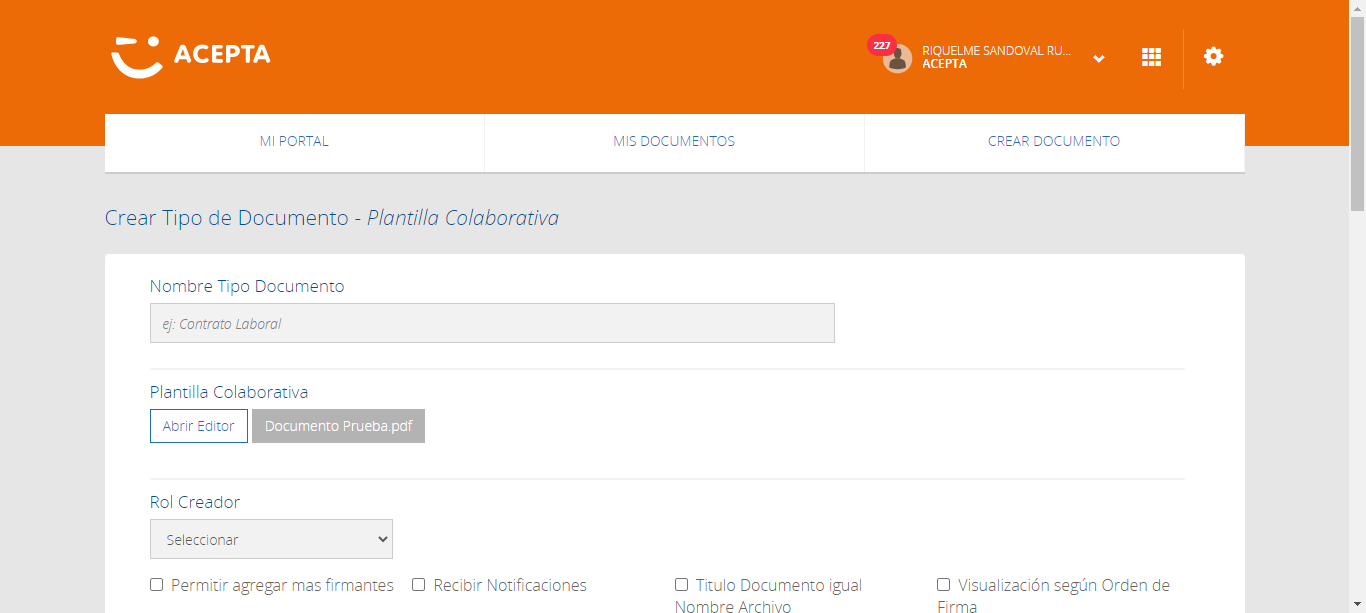 ACEPTA
227
RIQUELME SANDOVAL RU...
ACEPTA
MI PORTAL
MIS DOCUMENTOS
CREAR DOCUMENTO
Crear Tipo de Documento - Plantilla Colaborativa
Nombre Tipo Documento
ej: Contrato Laboral
Plantilla Colaborativa
Abrir Editor
Documento Prueba.pdf
Rol Creador
Seleccionar
Permitir agregar mas firmantes
Recibir Notificaciones
Titulo Documento igual
Nombre Archivo
Visualización según Orden de
Firma